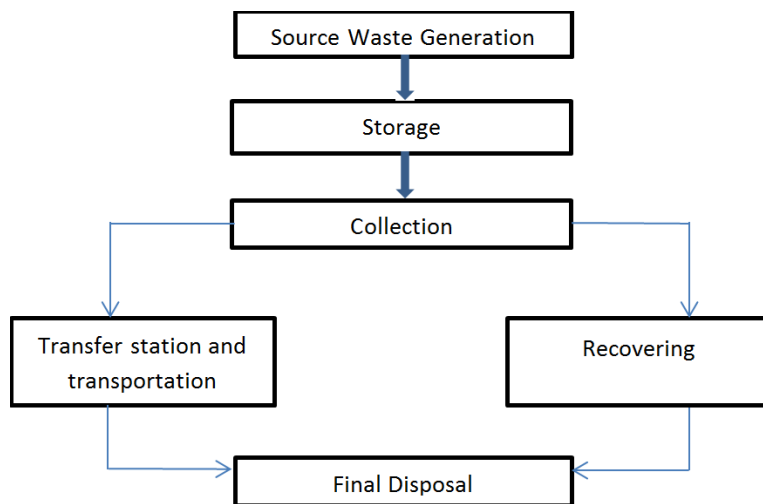 Source Waste Generation
Storage
Collection
Transfer station and
transportation
Recovering
Final Disposal